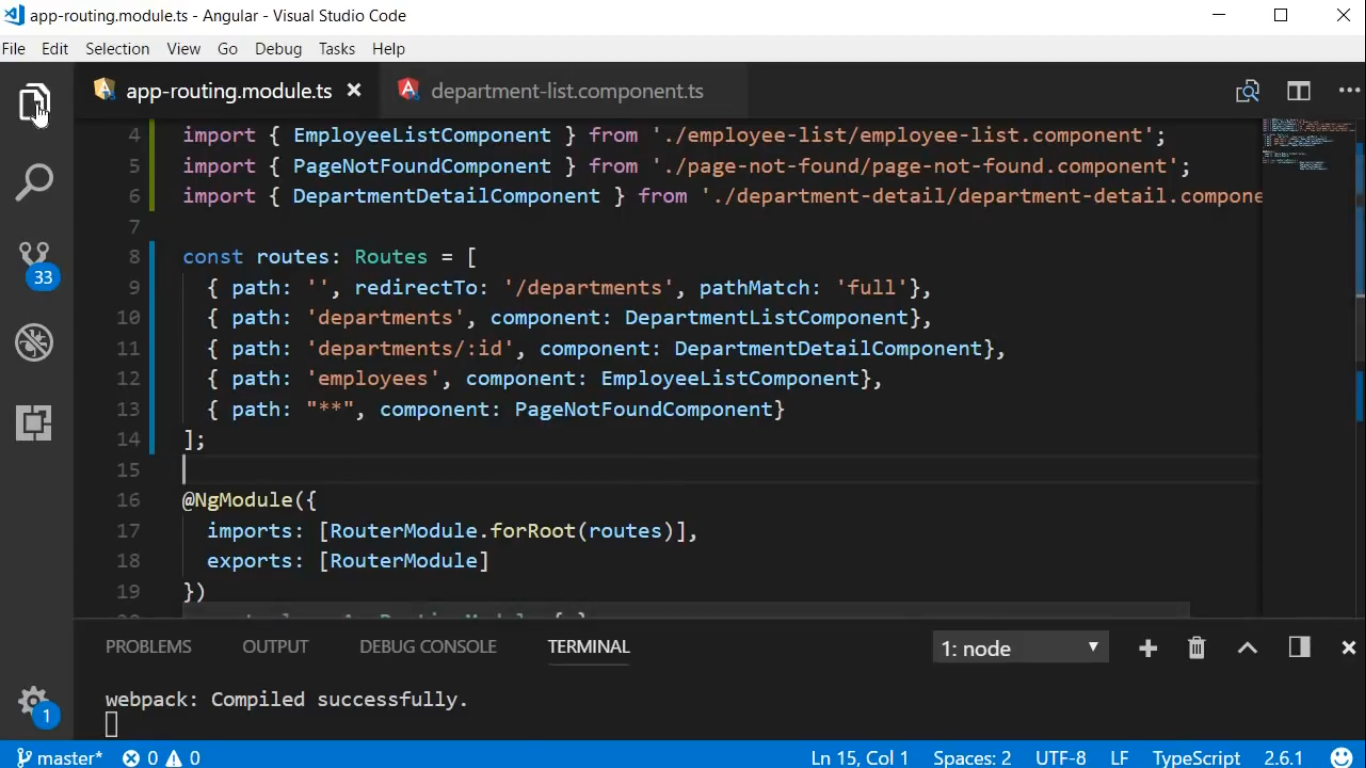 app-routing.module.ts - Angular - Visual Studio Code
File Edit Selection View Go Debug Tasks Help
app-routing.module.ts department-list.component.ts
4 import { EmployeeListComponent } from './employee-list/employee-list.component';
5 import { PageNotFoundComponent } from './page-not-found/page-not-found.component';
6 import { DepartmentDetailComponent } from './department-detail/department-detail.compone
7
8 const routes: Routes = [
9 { path: '', redirectTo: '/departments', pathMatch: 'full'},
10 { path: 'departments', component: DepartmentListComponent},
11 { path: 'departments/:id', component: DepartmentDetailComponent},
12 { path: 'employees', component: EmployeeListComponent},
13 { path: "**", component: PageNotFoundComponent}
14 ];
15
16 @NgModule({
17 imports: [RouterModule.forRoot(routes)],
18 exports: [RouterModule]
19 })
33
PROBLEMS OUTPUT DEBUG CONSOLE TERMINAL 1: node
webpack: Compiled successfully.
1
master* 0 0 Ln 15, Col 1 Spaces: 2 UTF-8 LF TypeScript 2.6.1